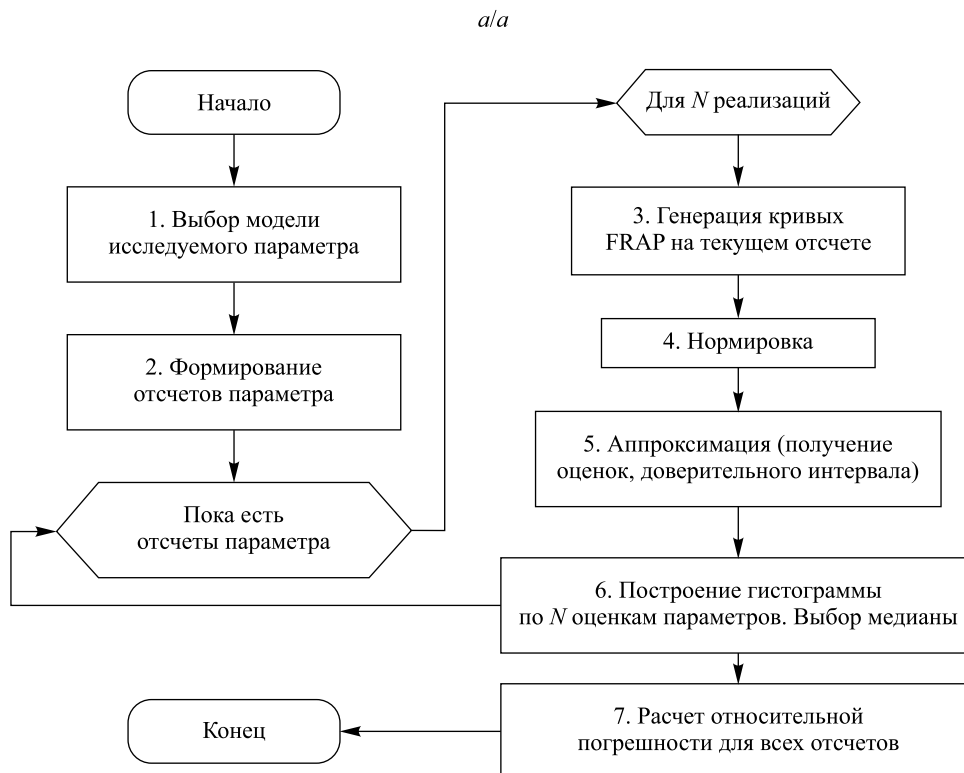 a/a
Начало
1. Выбор модели
исследуемого параметра
2. Формирование
отсчетов параметра
Пока есть
отсчеты параметра
Для N реализаций
3. Генерация кривых
FRAP на текущем отсчете
4. Нормировка
5. Аппроксимация (получение
оценок, доверительного интервала)
6. Построение гистограммы
по N оценкам параметров. Выбор медианы
7. Расчет относительной
погрешности для всех отсчетов
Конец